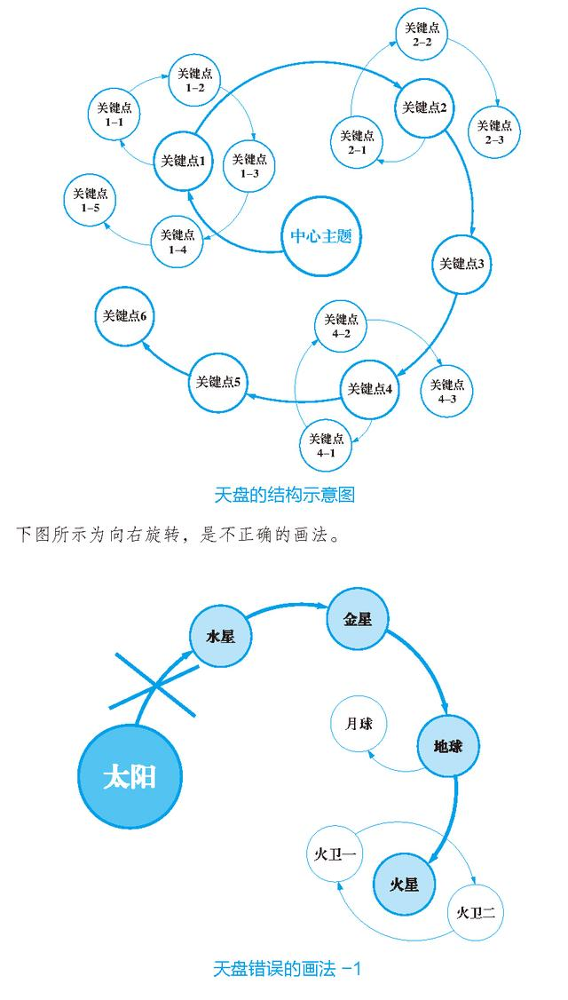 中心主题
关键点1
关键点
1-1
关键点
1-2
关键点
1-3
关键点
1-4
关键点
1-5
关键点2
关键点
2-1
关键点
2-2
关键点
2-3
关键点3
关键点4
关键点
4-1
关键点
4-2
关键点
4-3
关键点5
关键点6
天盘的结构示意图
下图所示为向右旋转，是不正确的画法。
太阳
水星
金星
地球
月球
火星
火卫一
火卫二
天盘错误的画法 -1